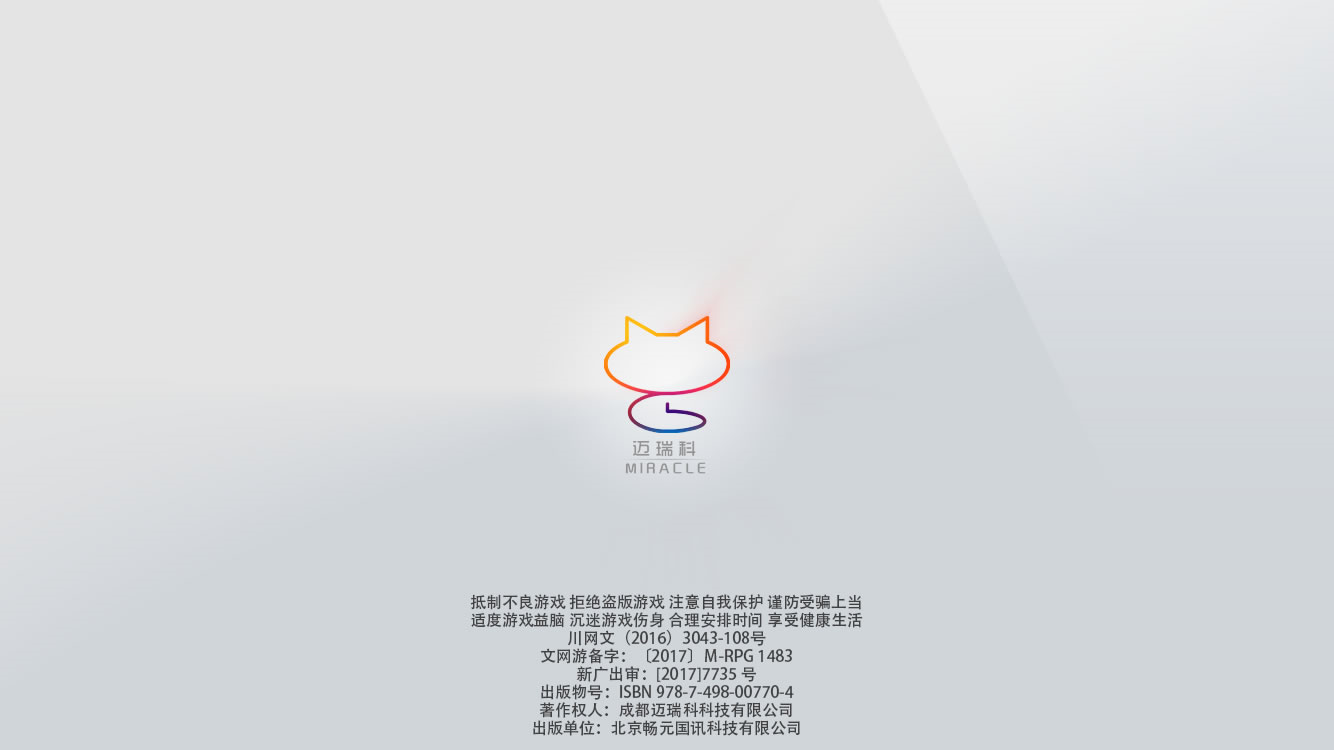 迈瑞科
MIRACLE
抵制不良游戏 拒绝盗版游戏 注意自我保护 谨防受骗上当
适度游戏益脑 沉迷游戏伤身 合理安排时间 享受健康生活
川网文（2016）3043-108号
文网游备字：〔2017〕M-RPG 1483
新广出审：[2017]7735 号
出版物号：ISBN 978-7-498-00770-4
著作权人：成都迈瑞科科技有限公司
出版单位：北京畅元国讯科技有限公司